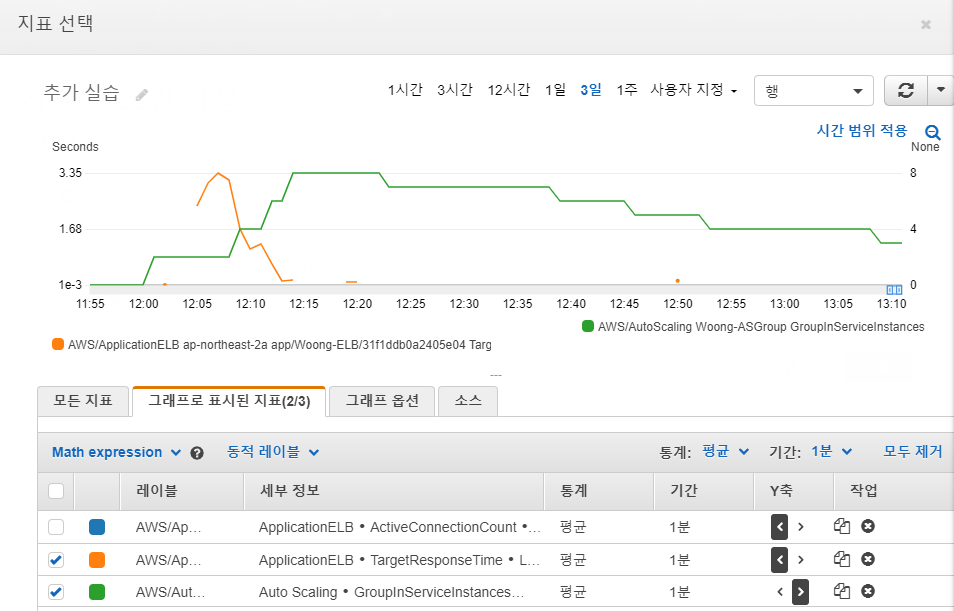 지표 선택
추가 실습
1시간 3시간 12시간 1일 3일 1주 사용자 지정 행
시간 범위 적용
Seconds None
3.35 8
1.68 4
1e-3 0
11:55 12:00 12:05 12:10 12:15 12:20 12:25 12:30 12:35 12:40 12:45 12:50 12:55 13:00 13:05 13:10
AWS/AutoScaling Woong-ASGroup GroupInServiceInstances
AWS/ApplicationELB ap-northeast-2a app/Woong-ELB/31f1ddb0a2405e04 Targ
모든 지표 그래프로 표시된 지표(2/3) 그래프 옵션 소스
Math expression ? 동적 레이블 통계: 평균 기간: 1분 모두 제거
레이블 세부 정보 통계 기간 Y축 작업
AWS/Ap... ApplicationELB • ActiveConnectionCount •... 평균 1분 < >
AWS/Ap... ApplicationELB • TargetResponseTime • L... 평균 1분 < >
AWS/Aut... Auto Scaling • GroupInServiceInstances... 평균 1분 < >